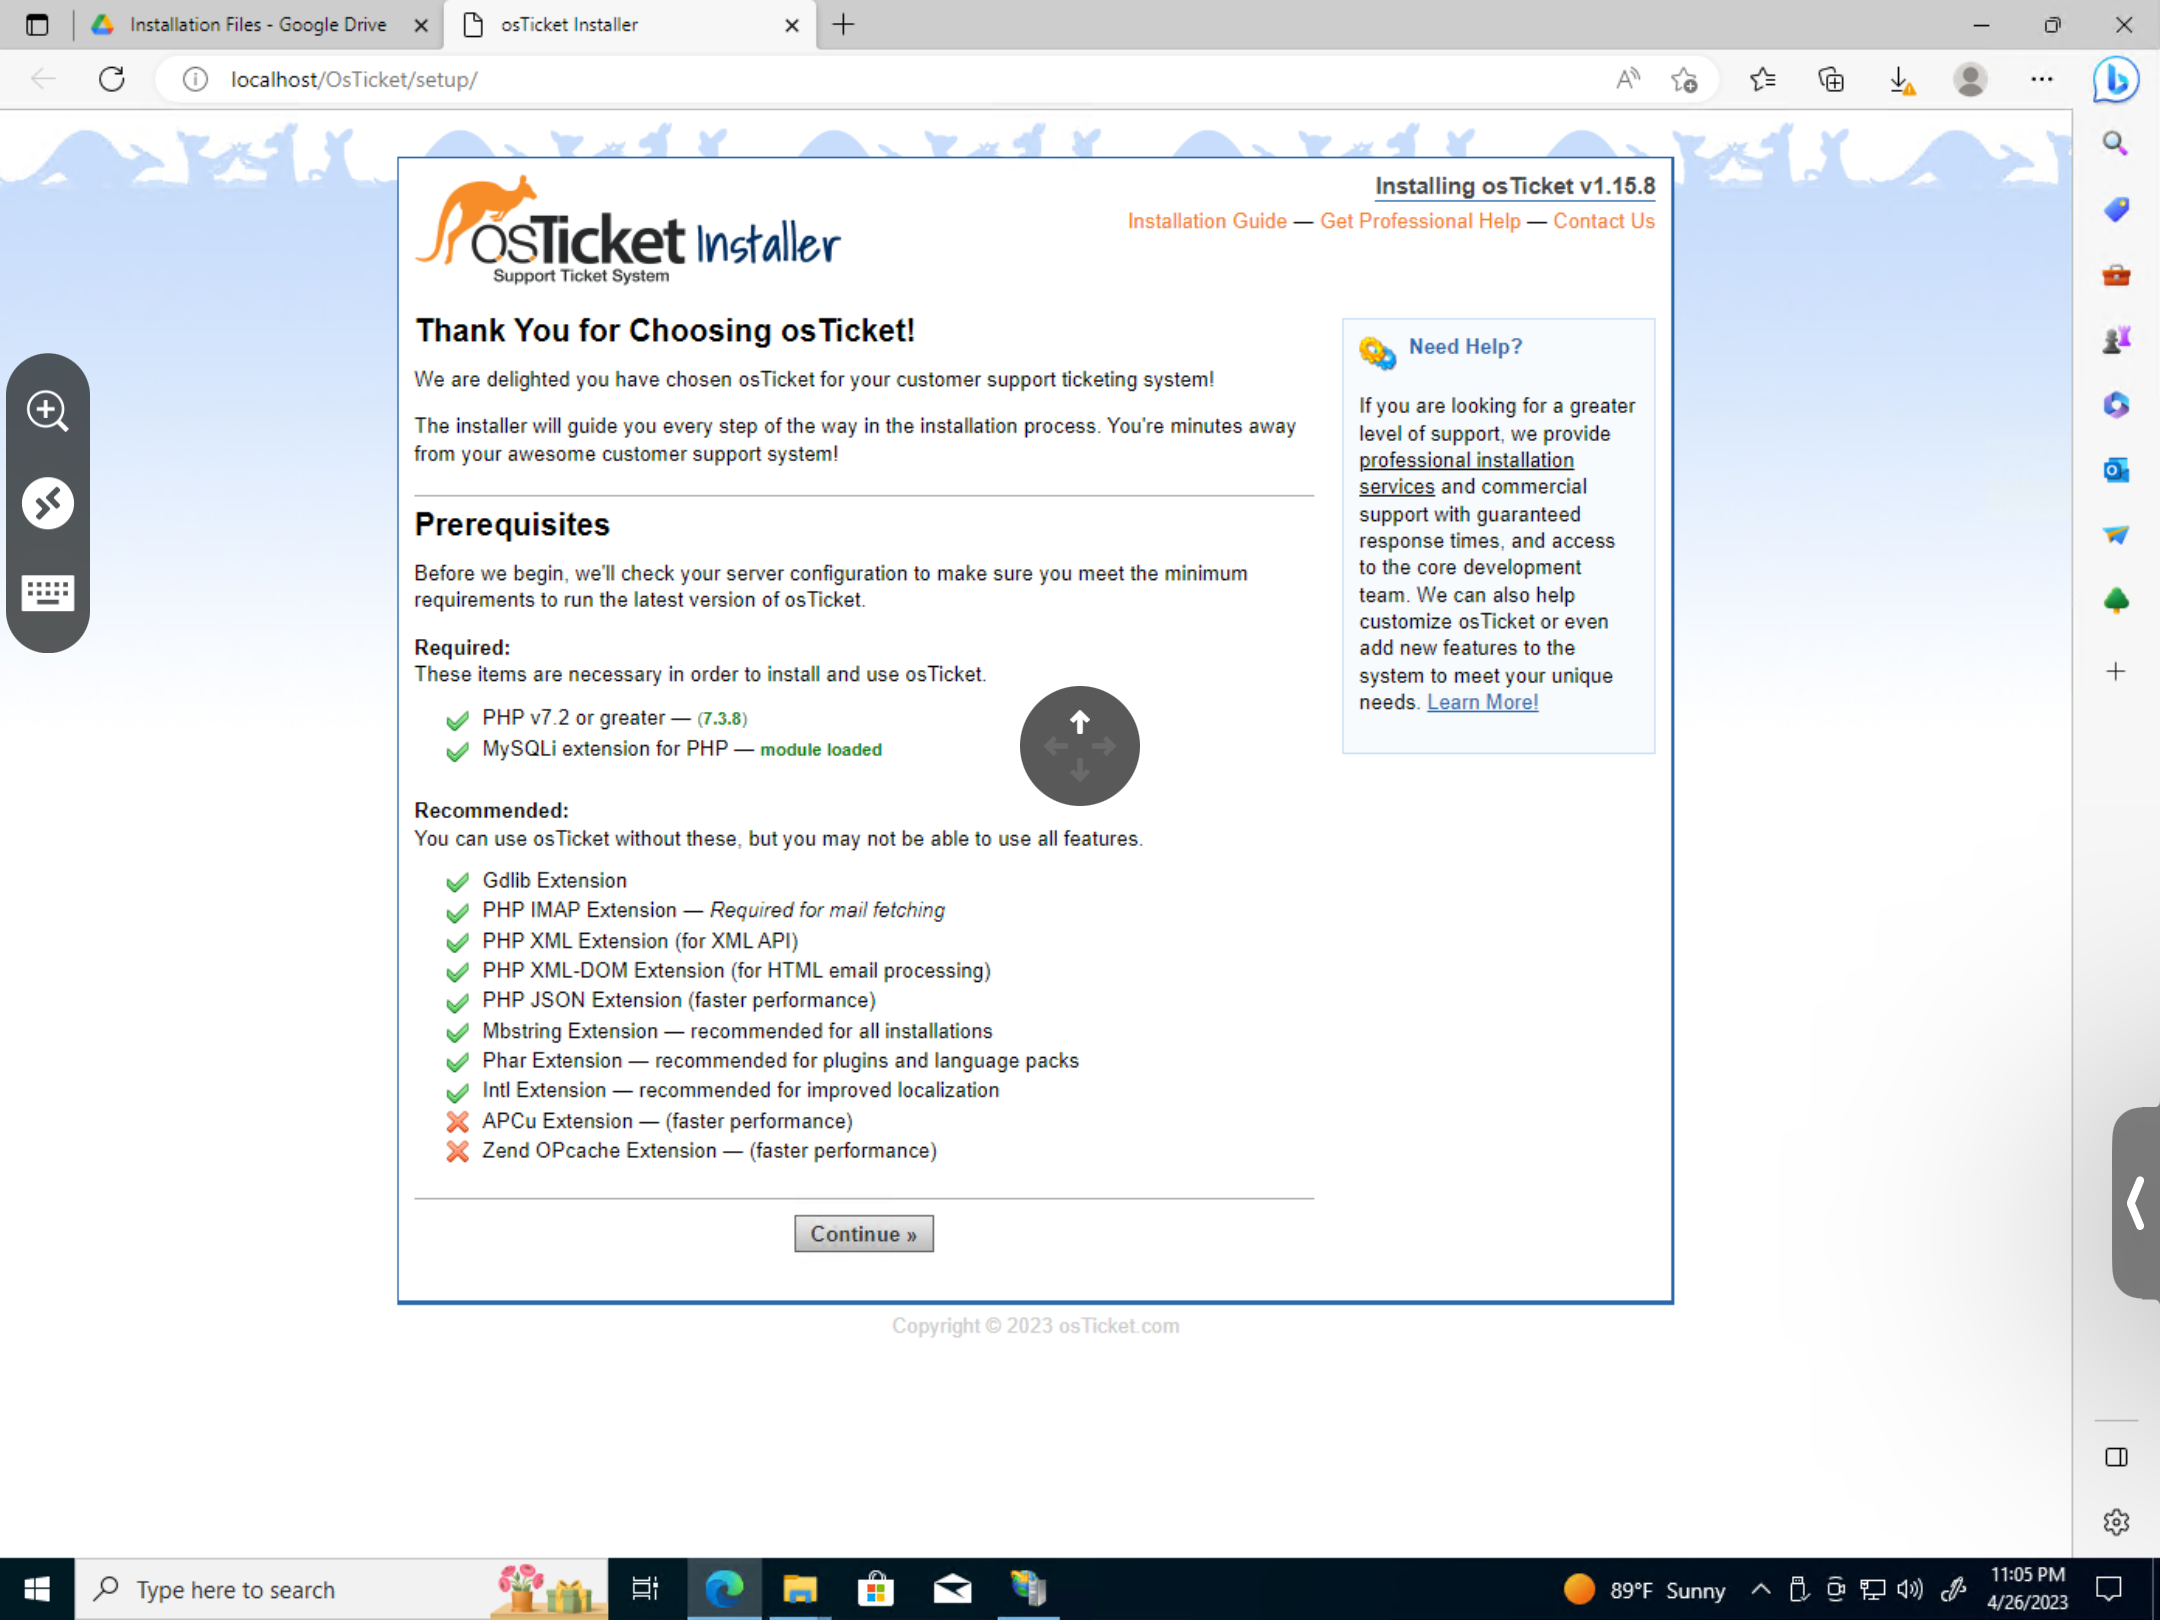 Installation Files - Google Drive
osTicket Installer
localhost/OsTicket/setup/
osTicket Installer
Support Ticket System
Installing osTicket v1.15.8
Installation Guide — Get Professional Help — Contact Us
Thank You for Choosing osTicket!
We are delighted you have chosen osTicket for your customer support ticketing system!
The installer will guide you every step of the way in the installation process. You're minutes away
from your awesome customer support system!
Prerequisites
Before we begin, we'll check your server configuration to make sure you meet the minimum
requirements to run the latest version of osTicket.
Required:
These items are necessary in order to install and use osTicket.
PHP v7.2 or greater — (7.3.8)
MySQLi extension for PHP — module loaded
Recommended:
You can use osTicket without these, but you may not be able to use all features.
Gdlib Extension
PHP IMAP Extension — Required for mail fetching
PHP XML Extension (for XML API)
PHP XML-DOM Extension (for HTML email processing)
PHP JSON Extension (faster performance)
Mbstring Extension — recommended for all installations
Phar Extension — recommended for plugins and language packs
Intl Extension — recommended for improved localization
APCu Extension — (faster performance)
Zend OPcache Extension — (faster performance)
Continue »
Need Help?
If you are looking for a greater
level of support, we provide
professional installation
services and commercial
support with guaranteed
response times, and access
to the core development
team. We can also help
customize osTicket or even
add new features to the
system to meet your unique
needs. Learn More!
Copyright © 2023 osTicket.com
Type here to search
89°F Sunny
11:05 PM
4/26/2023